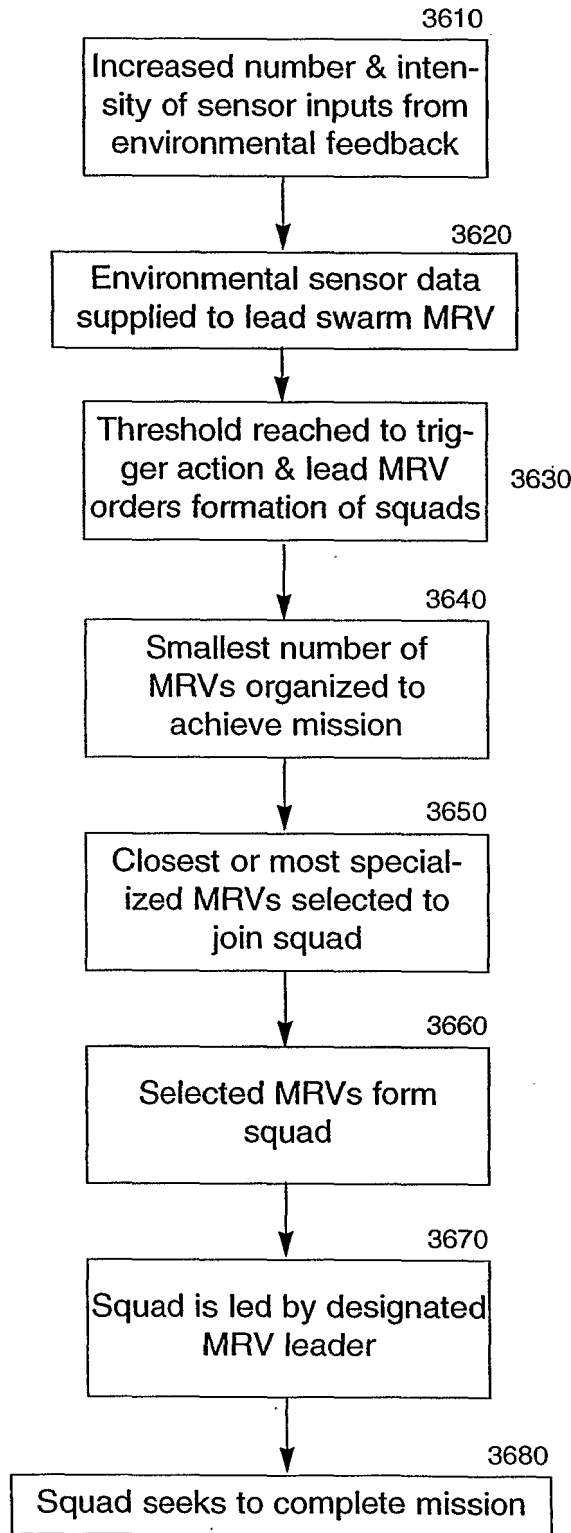 3610
Increased number & inten-
sity of sensor inputs from
environmental feedback
3620
Environmental sensor data
supplied to lead swarm MRV
Threshold reached to trig-
ger action & lead MRV
orders formation of squads
3630
3640
Smallest number of
MRVs organized to
achieve mission
3650
Closest or most special-
ized MRVs selected to
join squad
3660
Selected MRVs form
squad
3670
Squad is led by designated
MRV leader
3680
Squad seeks to complete mission